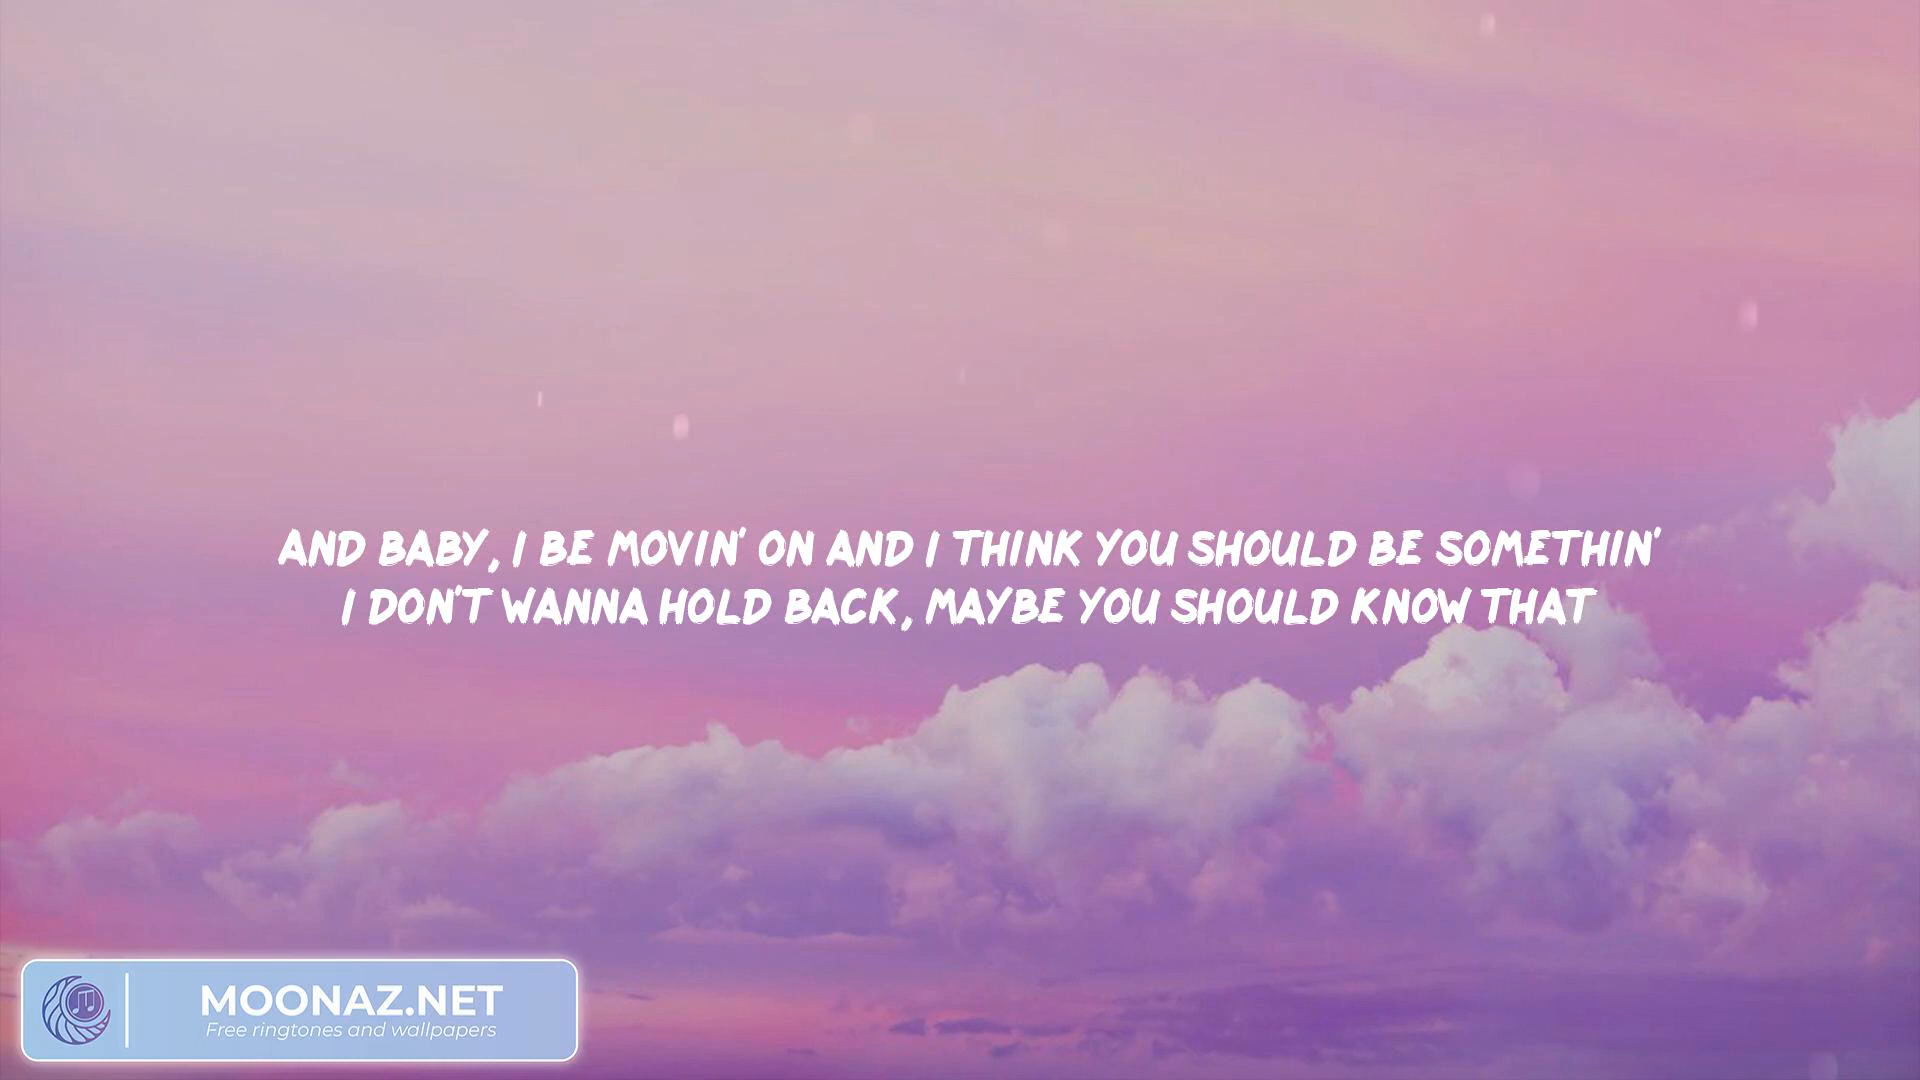 AND BABY, I BE MOVIN' ON AND I THINK YOU SHOULD BE SOMETHIN'
I DON'T WANNA HOLD BACK, MAYBE YOU SHOULD KNOW THAT
MOONAZ.NET
Free ringtones and wallpapers